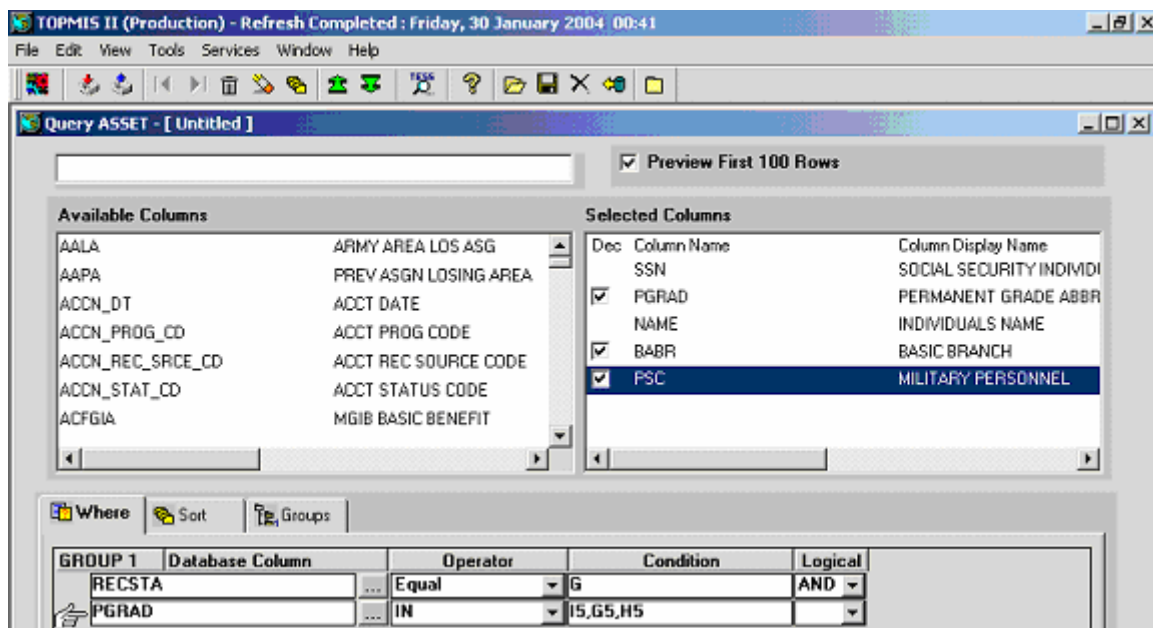 TOPMIS II (Production) - Refresh Completed : Friday, 30 January 2004 00:41
File Edit View Tools Services Window Help
TESS
Query ASSET - [ Untitled ]
Preview First 100 Rows
Available Columns
AALA ARMY AREA LOS ASG
AAPA PREV ASGN LOSING AREA
ACCN_DT ACCT DATE
ACCN_PROG_CD ACCT PROG CODE
ACCN_REC_SRCE_CD ACCT REC SOURCE CODE
ACCN_STAT_CD ACCT STATUS CODE
ACFGIA MGIB BASIC BENEFIT
Selected Columns
Dec Column Name Column Display Name
SSN SOCIAL SECURITY INDIVIDI
PGRAD PERMANENT GRADE ABBR
NAME INDIVIDUALS NAME
BABR BASIC BRANCH
PSC MILITARY PERSONNEL
Where Sort Groups
GROUP 1 Database Column Operator Condition Logical
RECSTA ... Equal G AND
PGRAD ... IN I5,G5,H5